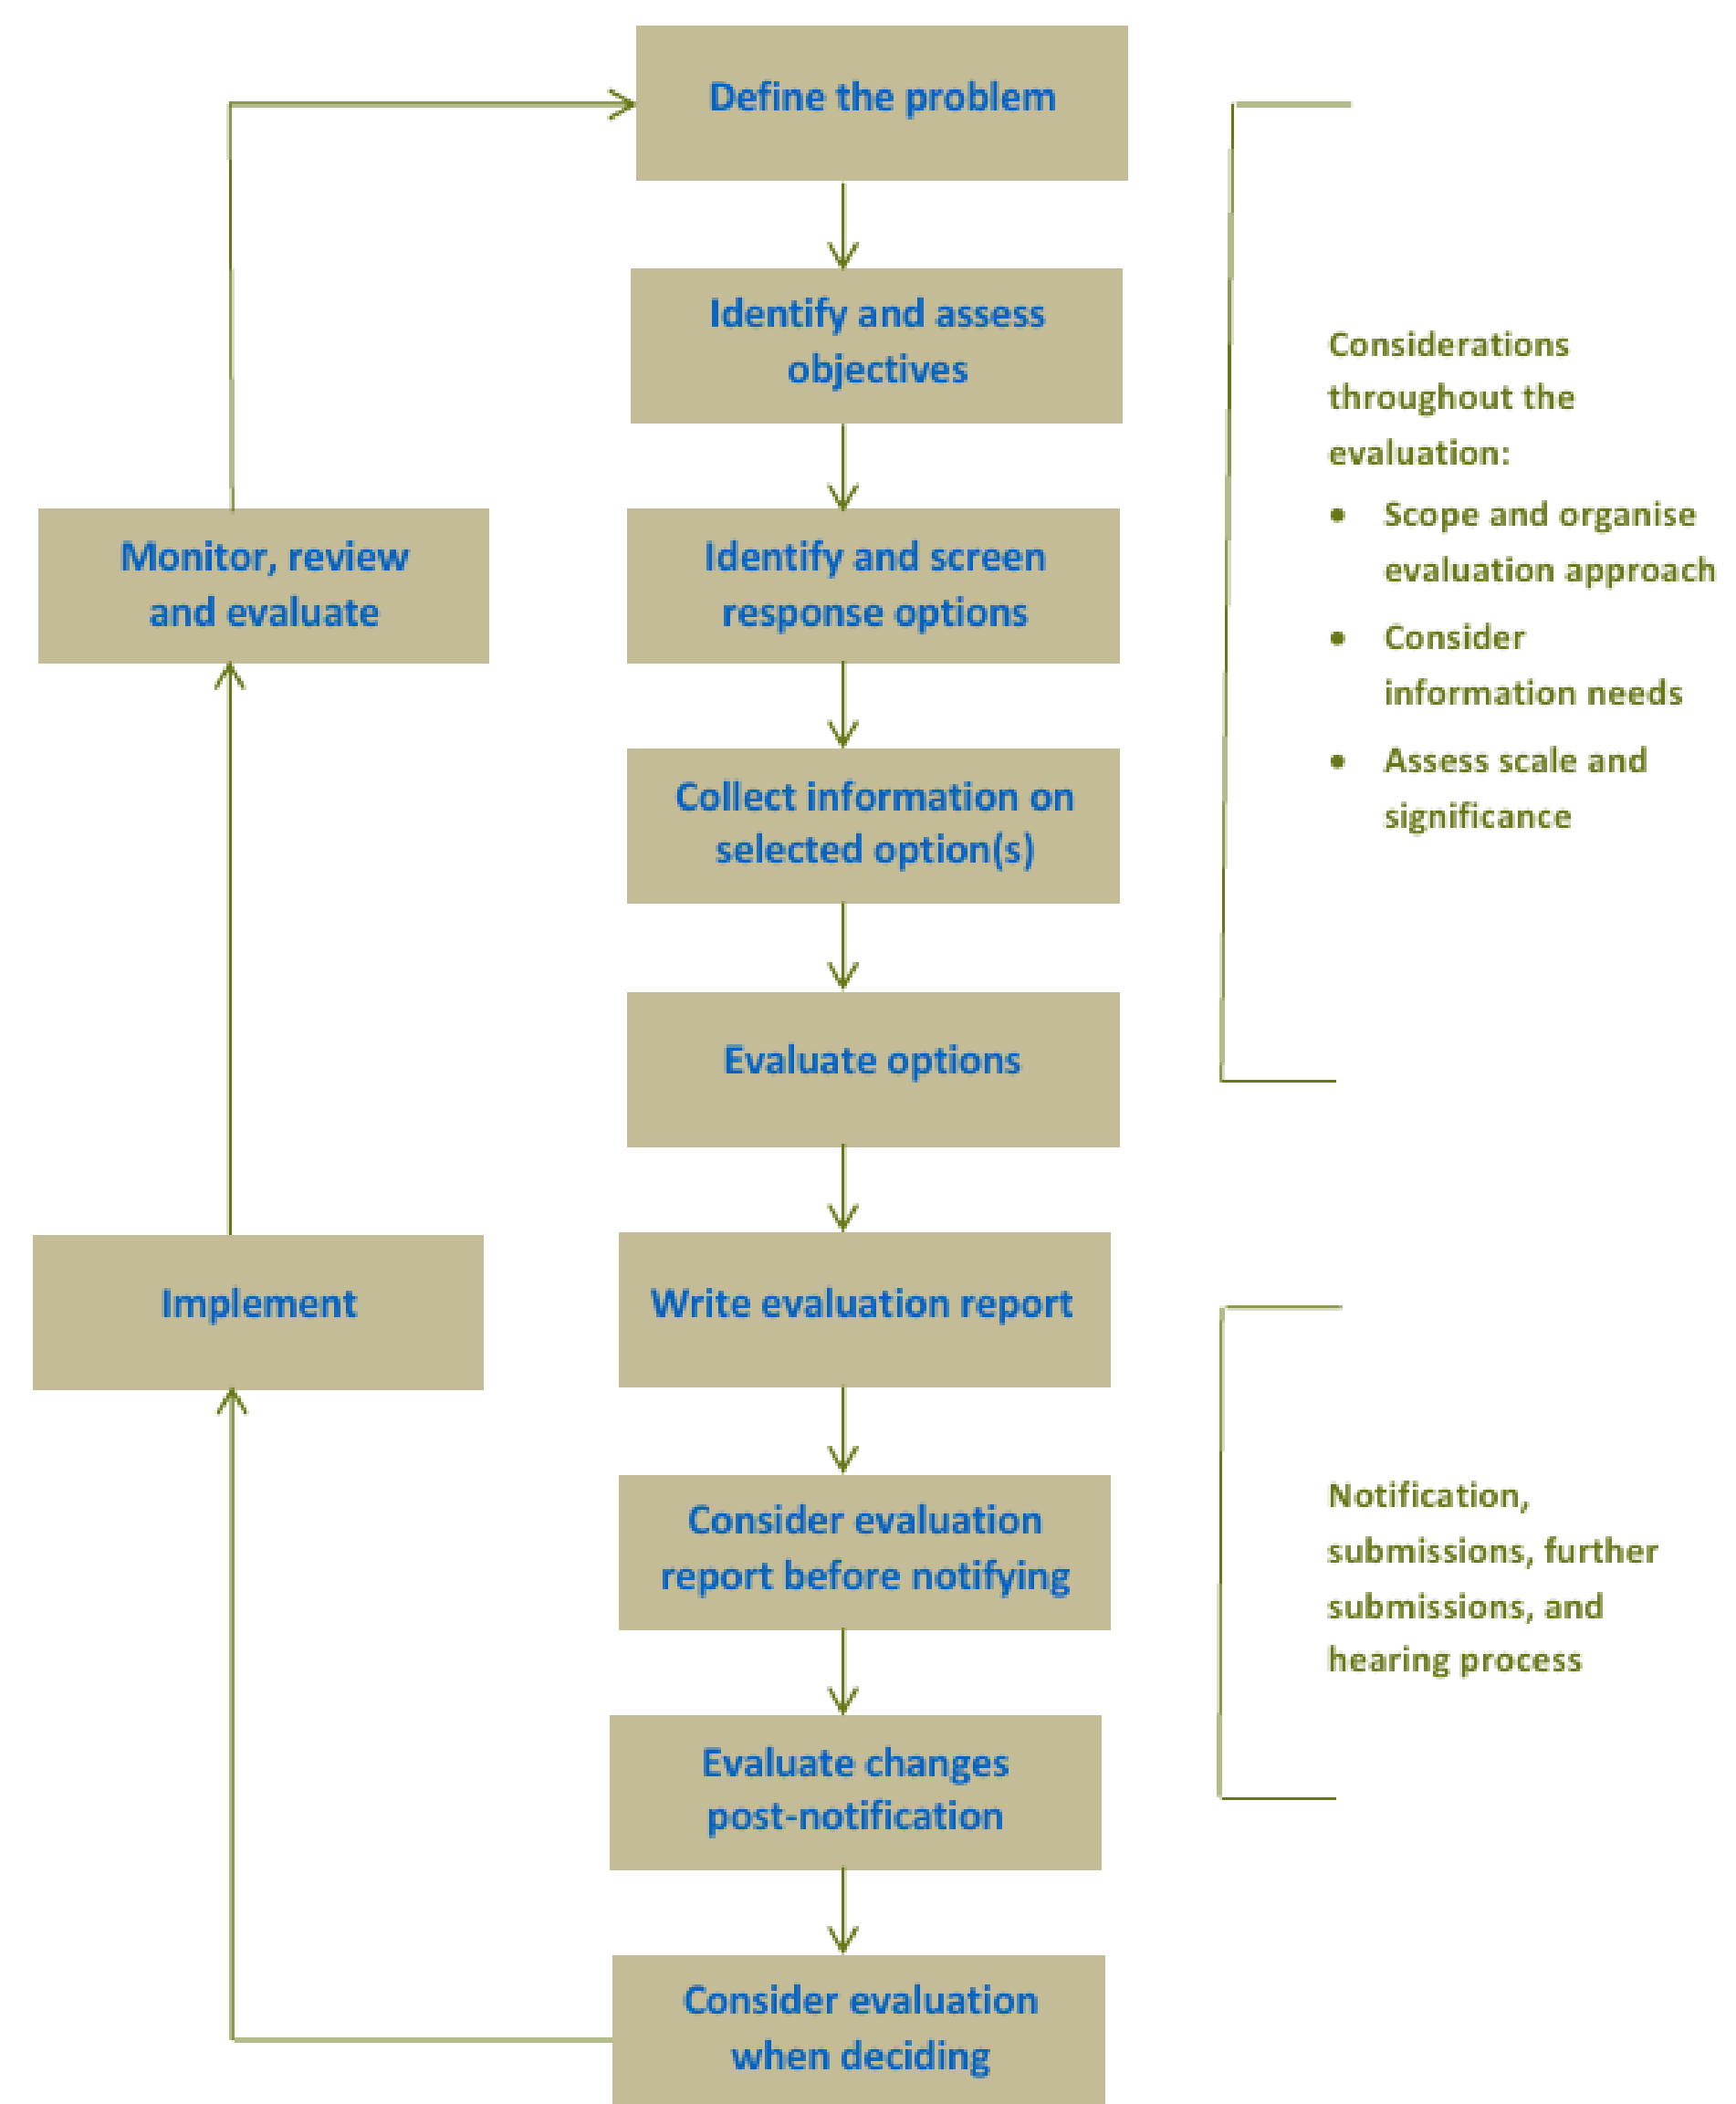 Define the problem
Identify and assess
objectives
Identify and screen
response options
Collect information on
selected option(s)
Evaluate options
Write evaluation report
Consider evaluation
report before notifying
Evaluate changes
post-notification
Consider evaluation
when deciding
Implement
Monitor, review
and evaluate
Considerations
throughout the
evaluation:
• Scope and organise
evaluation approach
• Consider
information needs
• Assess scale and
significance
Notification,
submissions, further
submissions, and
hearing process